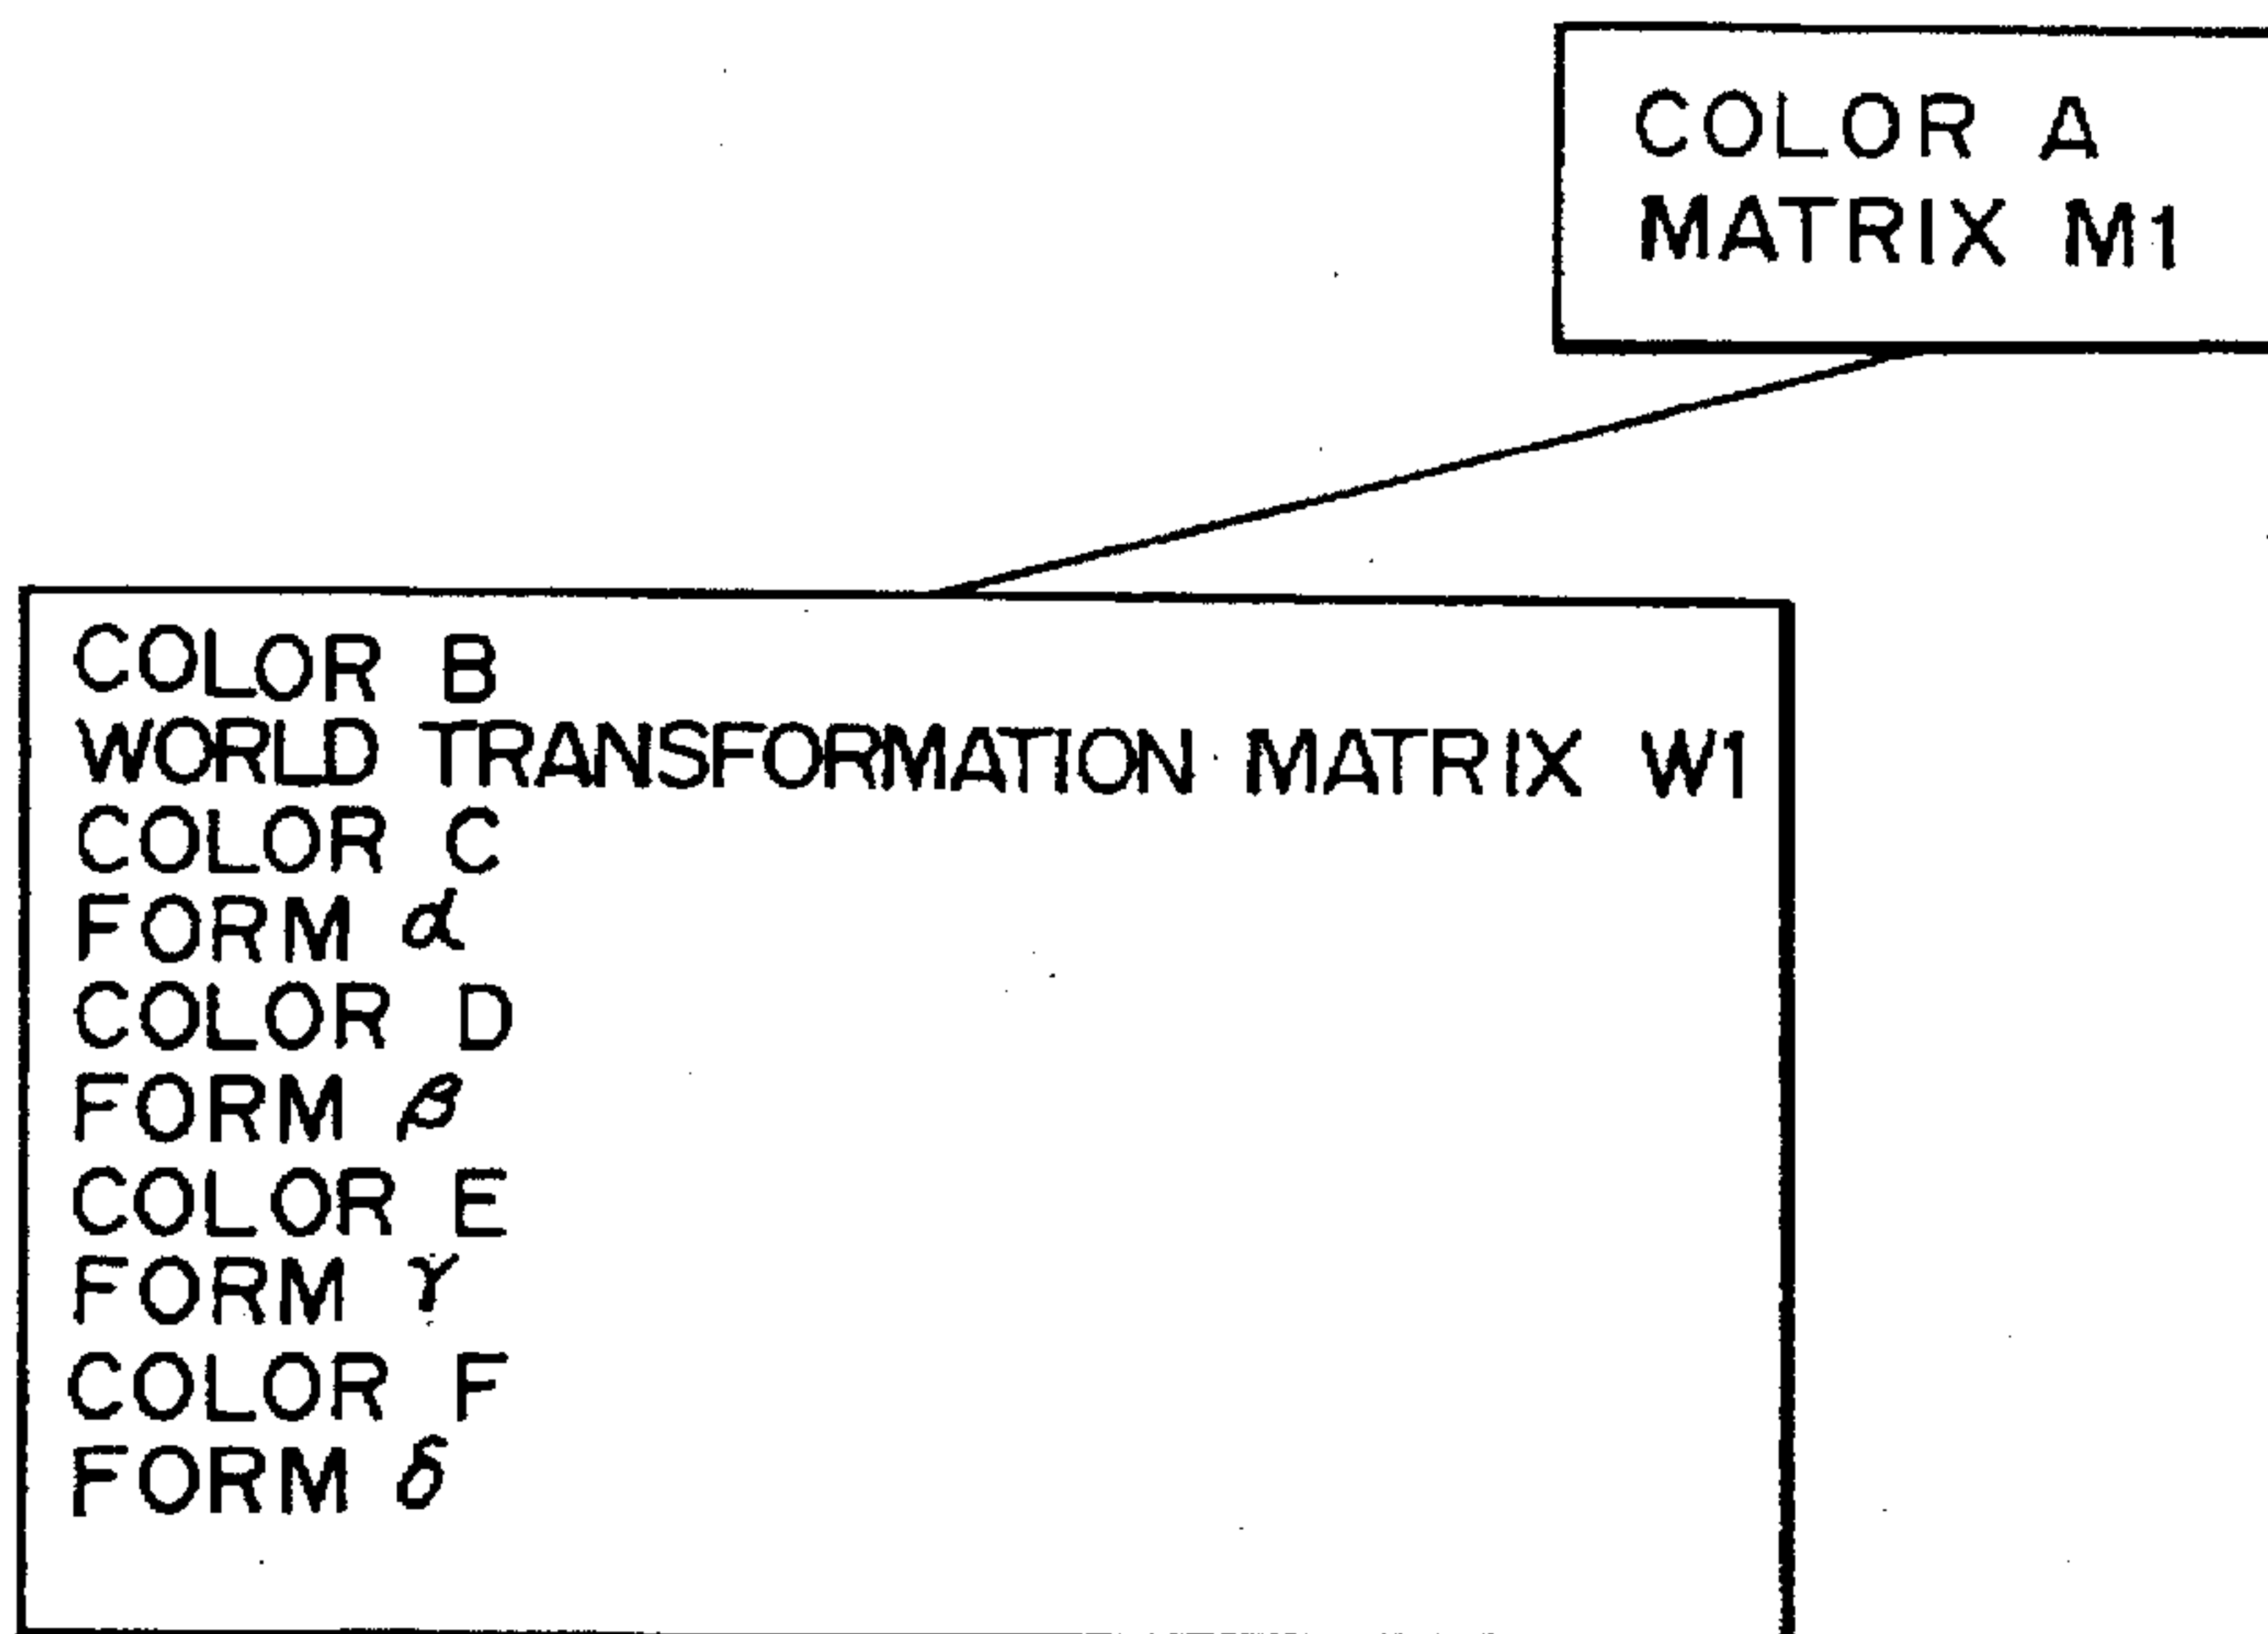 COLOR A
MATRIX M1
COLOR B
WORLD TRANSFORMATION MATRIX W1
COLOR C
FORM α
COLOR D
FORM β
COLOR E
FORM γ
COLOR F
FORM δ